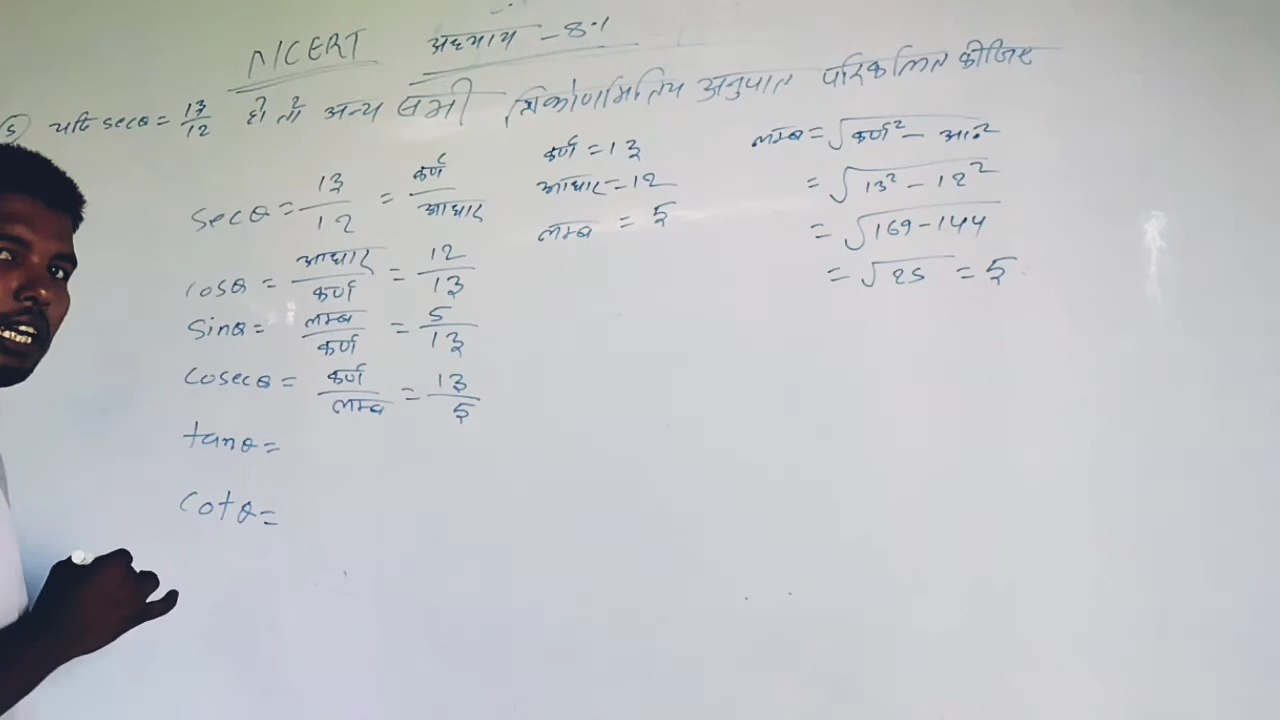 NCERT अध्याय - 8.1
5) यदि secθ = 13/12 हो तो अन्य सभी त्रिकोणमितिय अनुपात परिकलित कीजिए
secθ = 13/12 = कर्ण/आधार
cosθ = आधार/कर्ण = 12/13
sinθ = लम्ब/कर्ण = 5/13
cosecθ = कर्ण/लम्ब = 13/5
tanθ =
cotθ =
कर्ण = 13
आधार = 12
लम्ब = 5
लम्ब = √कर्ण² - आ.²
= √13² - 12²
= √169 - 144
= √25 = 5